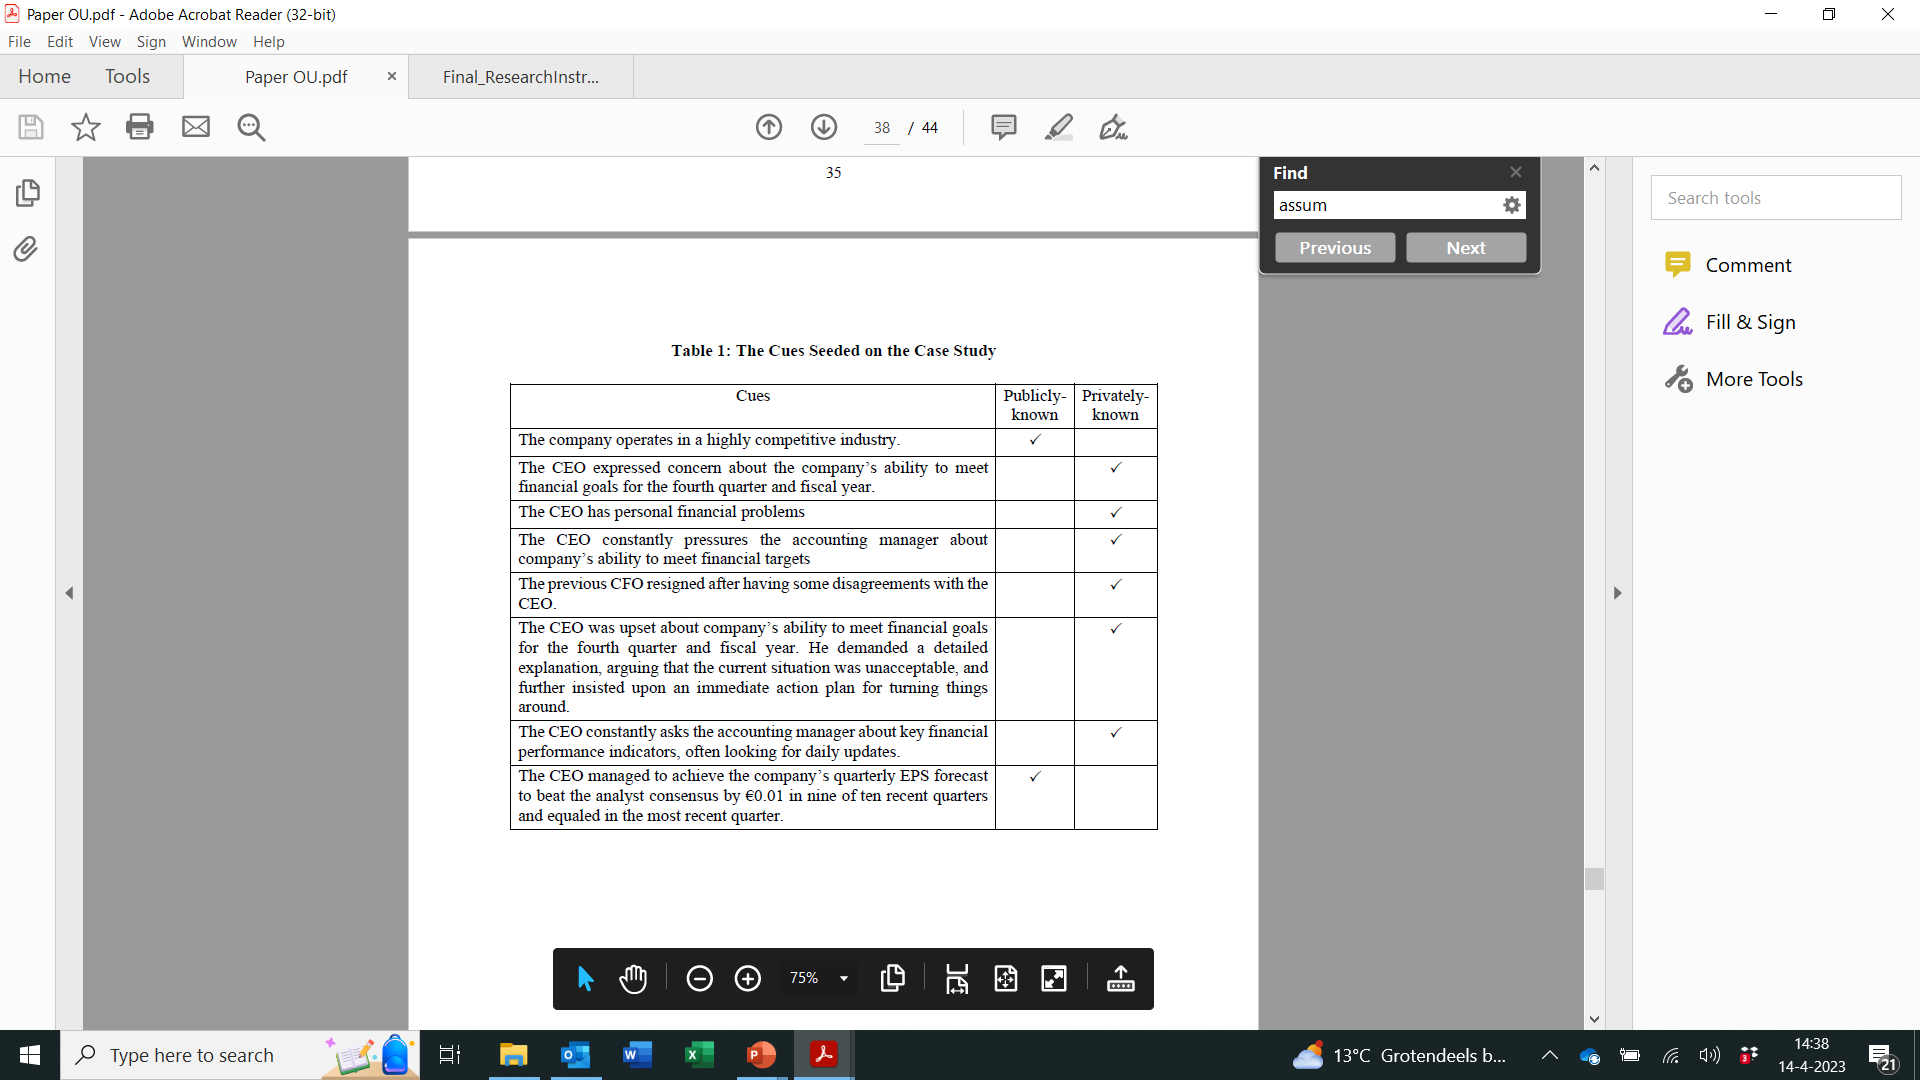 Paper OU.pdf - Adobe Acrobat Reader (32-bit)
File Edit View Sign Window Help
Home Tools Paper OU.pdf Final_ResearchInstr...
38 / 44
35
Find
assum
Previous Next
Search tools
Comment
Fill & Sign
More Tools
Table 1: The Cues Seeded on the Case Study
Cues Publicly- Privately-
known known
The company operates in a highly competitive industry. ✓
The CEO expressed concern about the company's ability to meet ✓
financial goals for the fourth quarter and fiscal year.
The CEO has personal financial problems ✓
The CEO constantly pressures the accounting manager about ✓
company's ability to meet financial targets
The previous CFO resigned after having some disagreements with the ✓
CEO.
The CEO was upset about company's ability to meet financial goals ✓
for the fourth quarter and fiscal year. He demanded a detailed
explanation, arguing that the current situation was unacceptable, and
further insisted upon an immediate action plan for turning things
around.
The CEO constantly asks the accounting manager about key financial ✓
performance indicators, often looking for daily updates.
The CEO managed to achieve the company's quarterly EPS forecast ✓
to beat the analyst consensus by €0.01 in nine of ten recent quarters
and equaled in the most recent quarter.
75%
Type here to search
13°C Grotendeels b...
3
14:38
14-4-2023
21